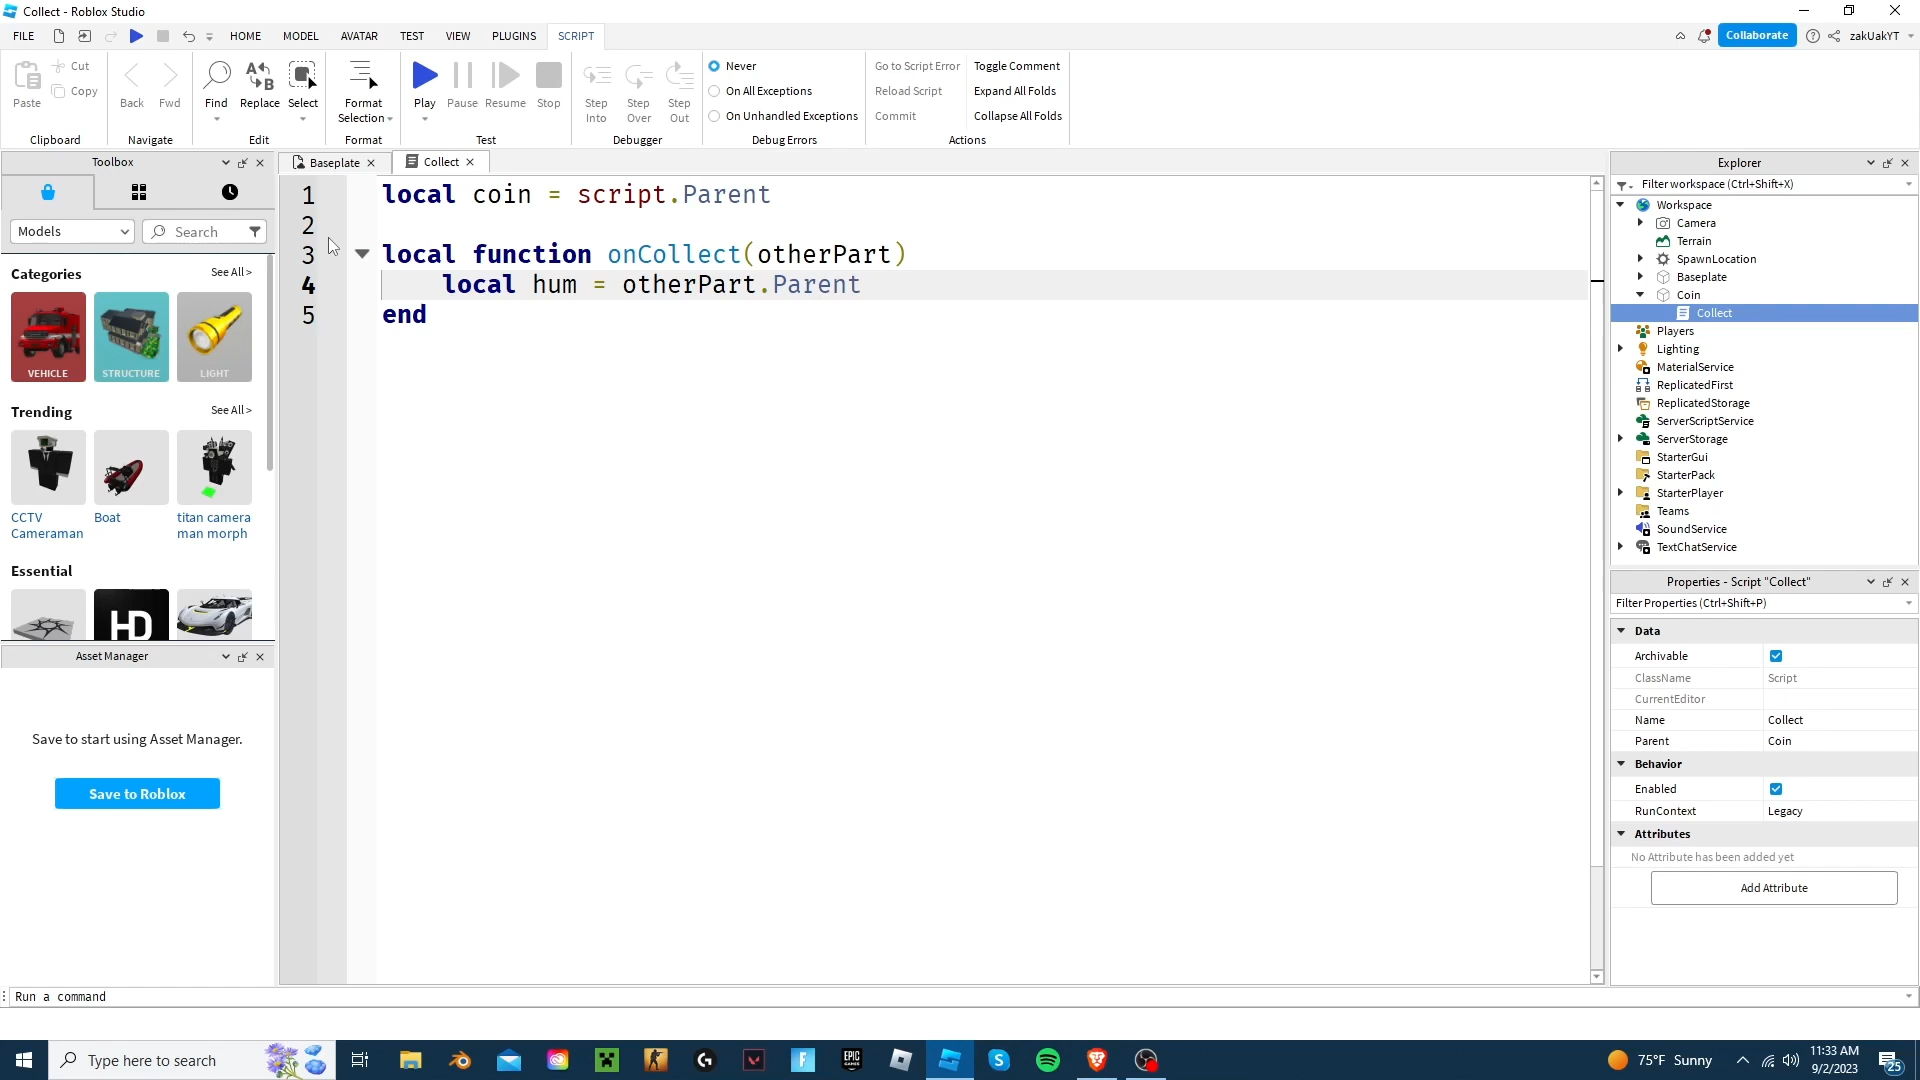 Collect - Roblox Studio
FILE HOME MODEL AVATAR TEST VIEW PLUGINS SCRIPT Collaborate zakUakYT
Paste
Cut
Copy
Clipboard
Back Fwd
Navigate
Find Replace Select
Edit
Format
Selection
Format
Play Pause Resume Stop
Test
Step
Into
Step
Over
Step
Out
Debugger
Never
On All Exceptions
On Unhandled Exceptions
Debug Errors
Go to Script Error
Reload Script
Commit
Toggle Comment
Expand All Folds
Collapse All Folds
Actions
Toolbox
Models Search
Categories See All >
VEHICLE STRUCTURE LIGHT
Trending See All >
CCTV
Cameraman
Boat
titan camera
man morph
Essential
HD
Asset Manager
Save to start using Asset Manager.
Save to Roblox
Baseplate Collect
1 local coin = script.Parent
2
3 local function onCollect(otherPart)
4 local hum = otherPart.Parent
5 end
Explorer
Filter workspace (Ctrl+Shift+X)
Workspace
Camera
Terrain
SpawnLocation
Baseplate
Coin
Collect
Players
Lighting
MaterialService
ReplicatedFirst
ReplicatedStorage
ServerScriptService
ServerStorage
StarterGui
StarterPack
StarterPlayer
Teams
SoundService
TextChatService
Properties - Script "Collect"
Filter Properties (Ctrl+Shift+P)
Data
Archivable
ClassName Script
CurrentEditor
Name Collect
Parent Coin
Behavior
Enabled
RunContext Legacy
Attributes
No Attribute has been added yet
Add Attribute
Run a command
Type here to search
EPIC
GAMES
75°F Sunny
11:33 AM
9/2/2023
25